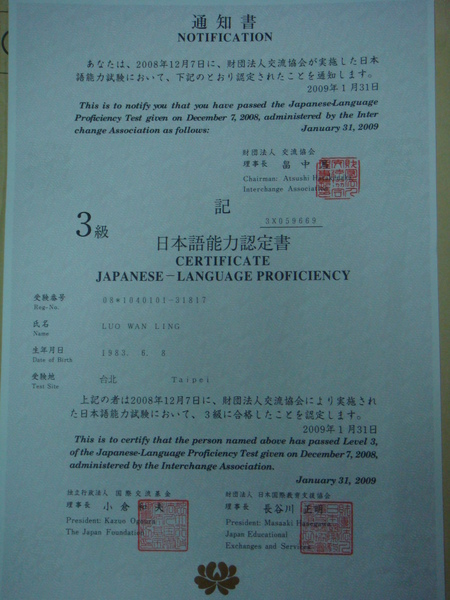 通知書
NOTIFICATION
あなたは、2008年12月7日に、財団法人交流協会が実施した日本
語能力試験において、下記のとおり認定されたことを通知します。
2009年1月31日
This is to notify you that you have passed the Japanese-Language
Proficiency Test given on December 7, 2008, administered by the Inter
change Association as follows:
January 31, 2009
財団法人 交流協会
理事長 畠中
Chairman: Atsushi
Interchange Association
記
3X059669
3級
日本語能力認定書
CERTIFICATE
JAPANESE-LANGUAGE PROFICIENCY
受験番号
Reg-No.
08*1040101-31817
氏名
Name
LUO WAN LING
生年月日
Date of Birth
1983. 6. 8
受験地
Test Site
台北 Taipei
上記の者は2008年12月7日に、財団法人交流協会により実施され
た日本語能力試験において、3級に合格したことを認定します。
2009年1月31日
This is to certify that the person named above has passed Level 3,
of the Japanese-Language Proficiency Test given on December 7, 2008,
administered by the Interchange Association.
January 31, 2009
独立行政法人 国際交流基金
理事長 小倉和夫
President: Kazuo Ogoura
The Japan Foundation
財団法人 日本国際教育支援協会
理事長 長谷川 正明
President: Masaaki Hasegawa
Japan Educational
Exchanges and Services